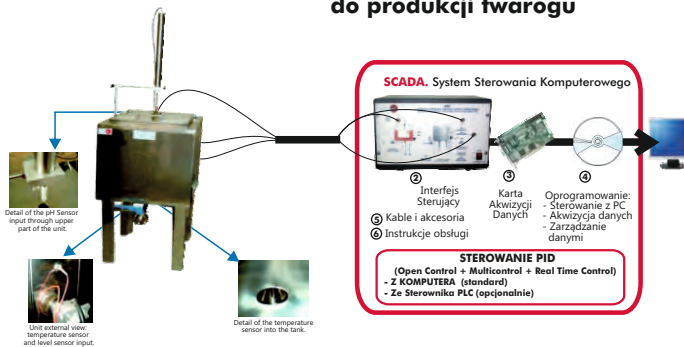 do produkcji twarogu
SCADA. System Sterowania Komputerowego
②
Interfejs
Sterujący
③
Karta
Akwizycji
Danych
④
Oprogramowanie:
- Sterowanie z PC
- Akwizycja danych
- Zarządzanie
danymi
⑤ Kable i akcesoria
⑥ Instrukcje obsługi
STEROWANIE PID
(Open Control + Multicontrol + Real Time Control)
- Z KOMPUTERA (standard)
- Ze Sterownika PLC (opcjonalnie)
Detail of the pH Sensor
input through upper
part of the unit.
Unit external view:
temperature sensor
and level sensor input.
Detail of the temperature
sensor into the tank.